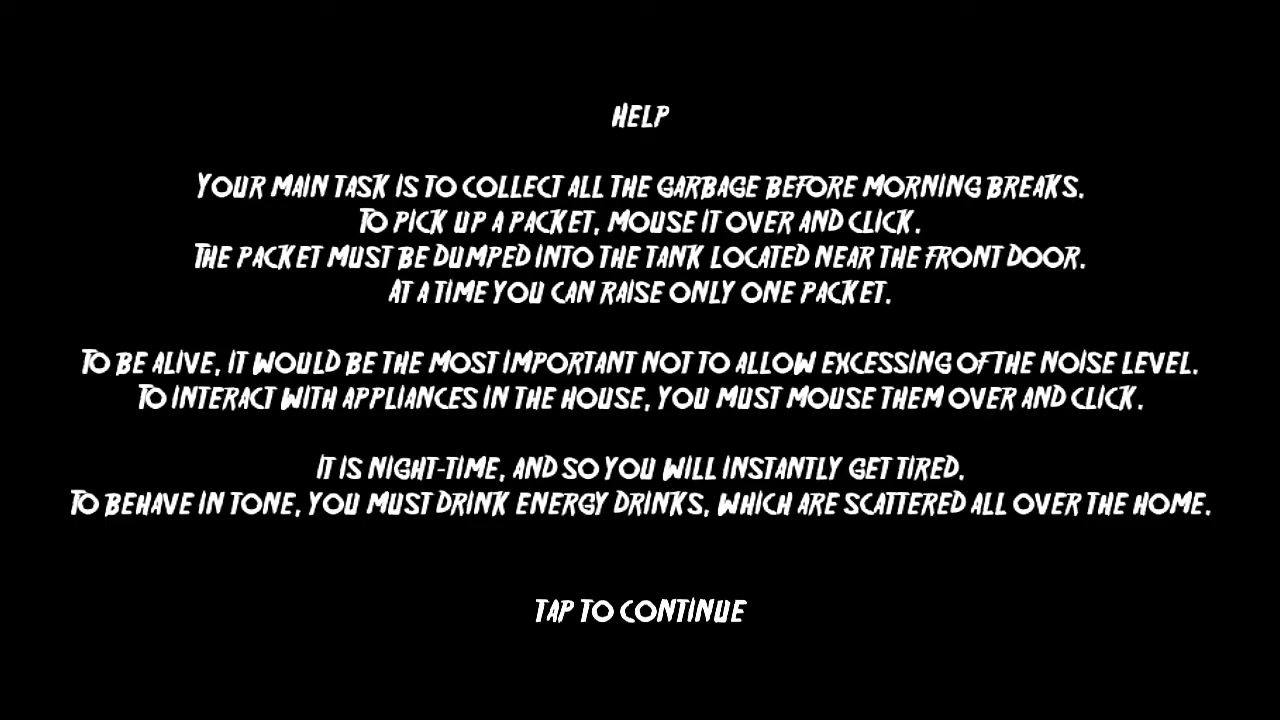 HELP
YOUR MAIN TASK IS TO COLLECT ALL THE GARBAGE BEFORE MORNING BREAKS.
TO PICK UP A PACKET, MOUSE IT OVER AND CLICK.
THE PACKET MUST BE DUMPED INTO THE TANK LOCATED NEAR THE FRONT DOOR.
AT A TIME YOU CAN RAISE ONLY ONE PACKET.
TO BE ALIVE, IT WOULD BE THE MOST IMPORTANT NOT TO ALLOW EXCESSING OF THE NOISE LEVEL.
TO INTERACT WITH APPLIANCES IN THE HOUSE, YOU MUST MOUSE THEM OVER AND CLICK.
IT IS NIGHT-TIME, AND SO YOU WILL INSTANTLY GET TIRED.
TO BEHAVE IN TONE, YOU MUST DRINK ENERGY DRINKS, WHICH ARE SCATTERED ALL OVER THE HOME.
TAP TO CONTINUE